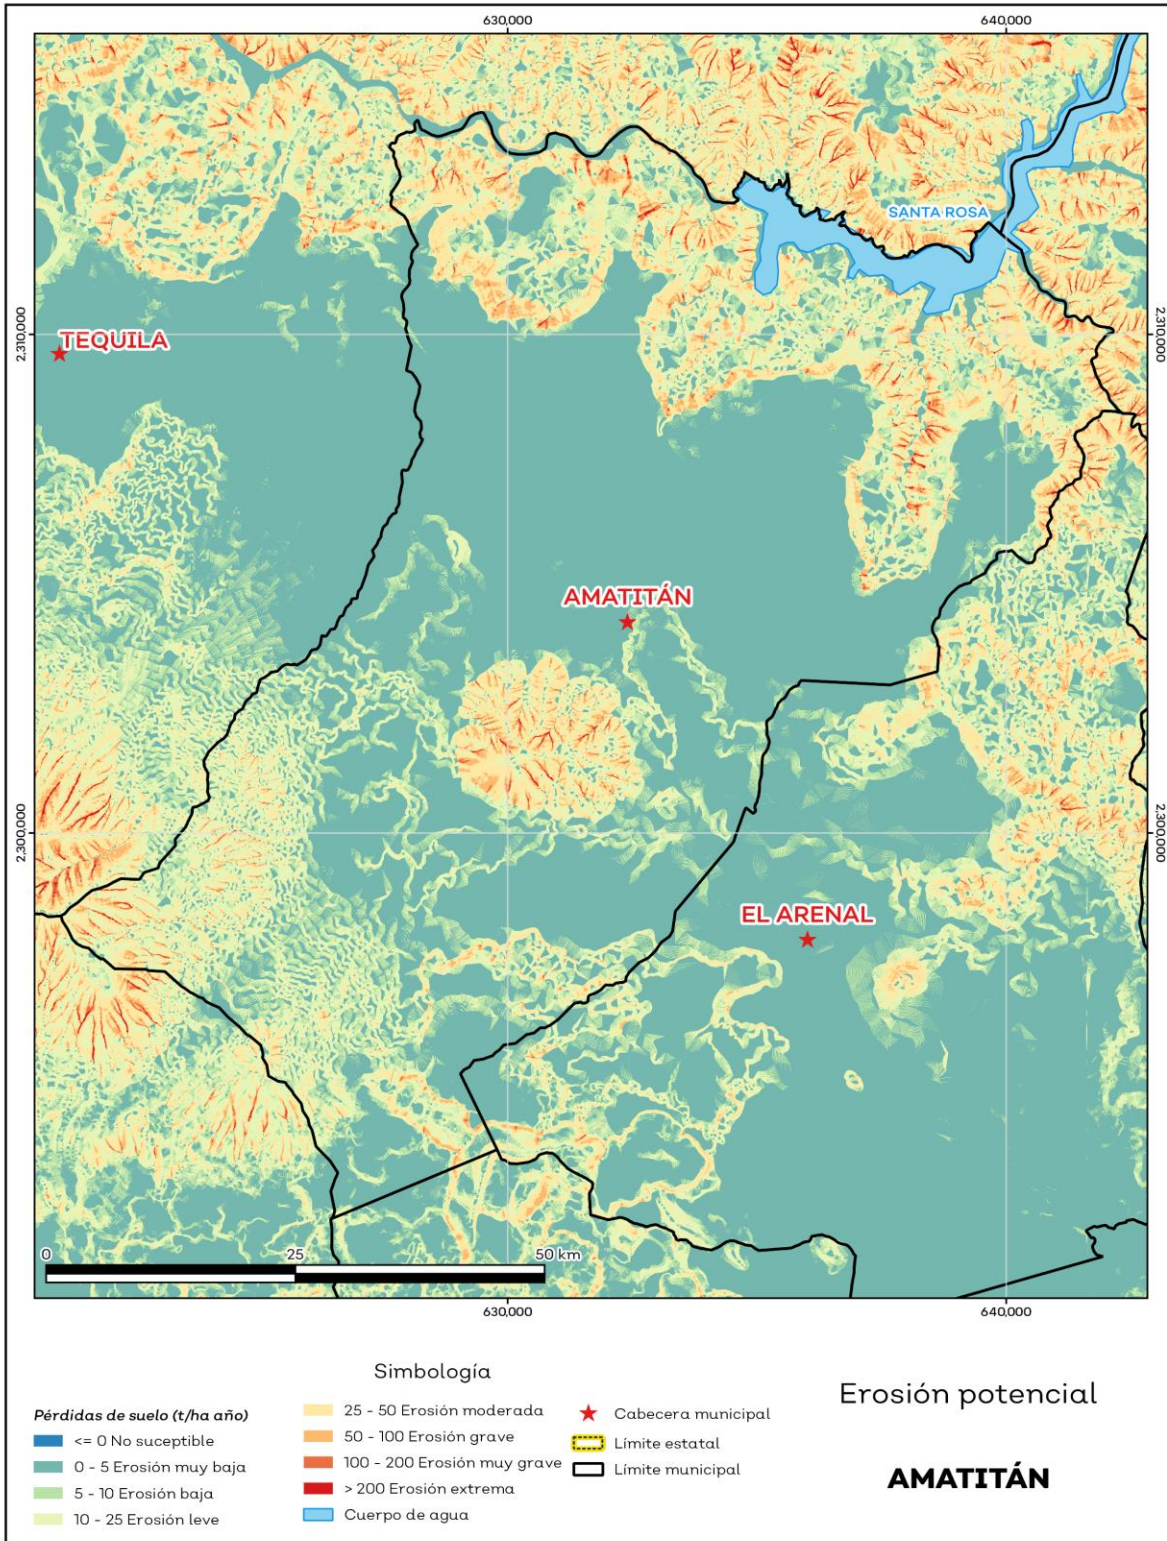 630,000
640,000
SANTA ROSA
2,310,000
2,310,000
TEQUILA
AMATITÁN
2,300,000
2,300,000
EL ARENAL
0
25
50 km
630,000
640,000
Simbología
Pérdidas de suelo (t/ha año)
<= 0 No suceptible
0 - 5 Erosión muy baja
5 - 10 Erosión baja
10 - 25 Erosión leve
25 - 50 Erosión moderada
50 - 100 Erosión grave
100 - 200 Erosión muy grave
> 200 Erosión extrema
Cuerpo de agua
Cabecera municipal
Límite estatal
Límite municipal
Erosión potencial
AMATITÁN